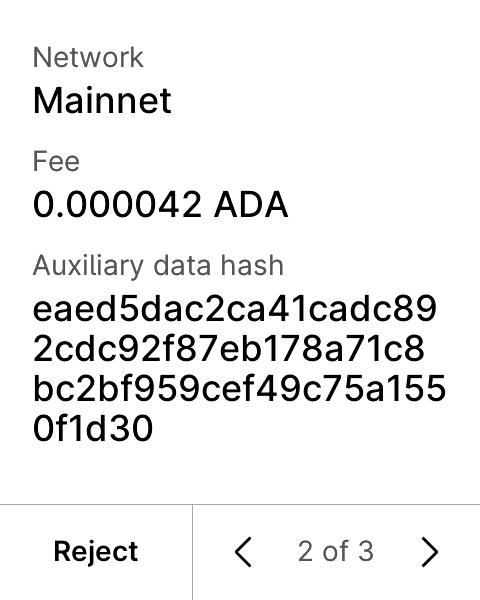 Network
Mainnet
Fee
0.000042 ADA
Auxiliary data hash
eaed5dac2ca41cadc89
2cdc92f87eb178a71c8
bc2bf959cef49c75a155
0f1d30
Reject
2 of 3